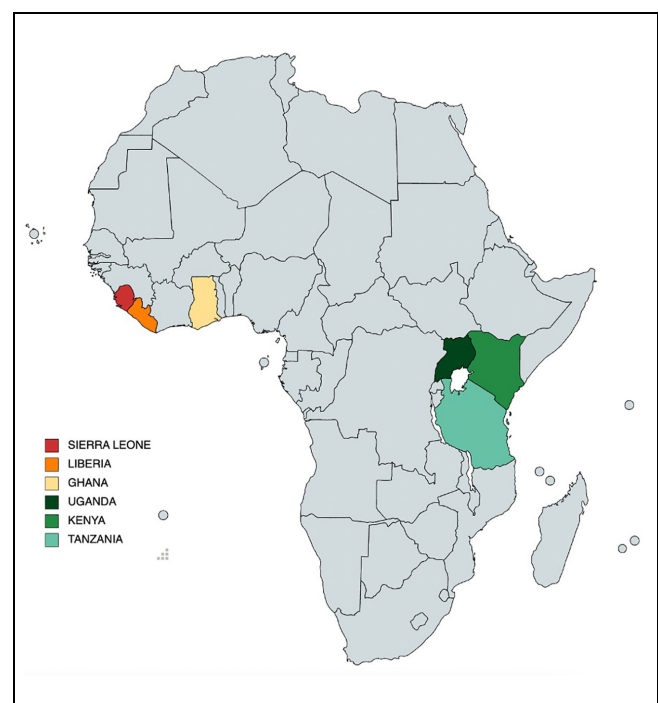 SIERRA LEONE
LIBERIA
GHANA
UGANDA
KENYA
TANZANIA